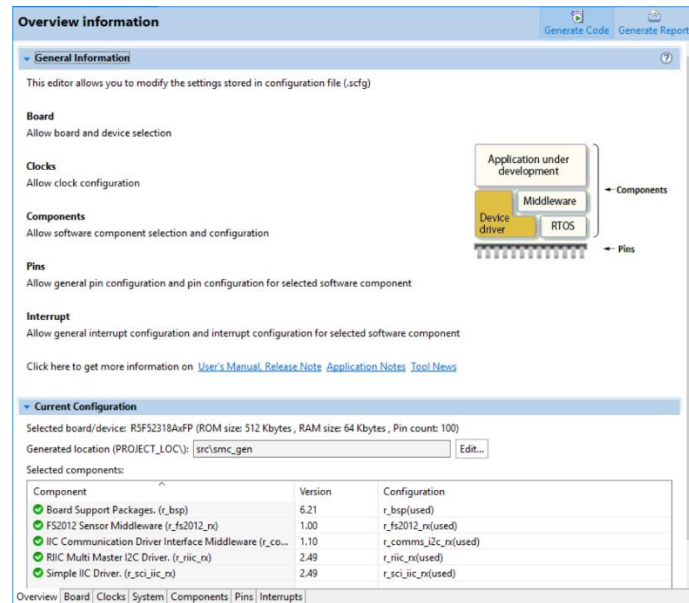 Overview information
Generate Code Generate Report
General Information
This editor allows you to modify the settings stored in configuration file (.scfg)
Board
Allow board and device selection
Clocks
Allow clock configuration
Components
Allow software component selection and configuration
Pins
Allow general pin configuration and pin configuration for selected software component
Interrupt
Allow general interrupt configuration and interrupt configuration for selected software component
Application under
development
Middleware
Device
driver
RTOS
Components
Pins
Click here to get more information on User's Manual, Release Note Application Notes Tool News
Current Configuration
Selected board/device: R5F52318AxFP (ROM size: 512 Kbytes , RAM size: 64 Kbytes , Pin count: 100)
Generated location (PROJECT_LOC\): src\smc_gen Edit...
Selected components:
Component Version Configuration
Board Support Packages. (r_bsp) 6.21 r_bsp(used)
FS2012 Sensor Middleware (r_fs2012_rx) 1.00 r_fs2012_rx(used)
IIC Communication Driver Interface Middleware (r_co... 1.10 r_comms_i2c_rx(used)
RIIC Multi Master I2C Driver. (r_riic_rx) 2.49 r_riic_rx(used)
Simple IIC Driver. (r_sci_iic_rx) 2.49 r_sci_iic_rx(used)
Overview Board Clocks System Components Pins Interrupts